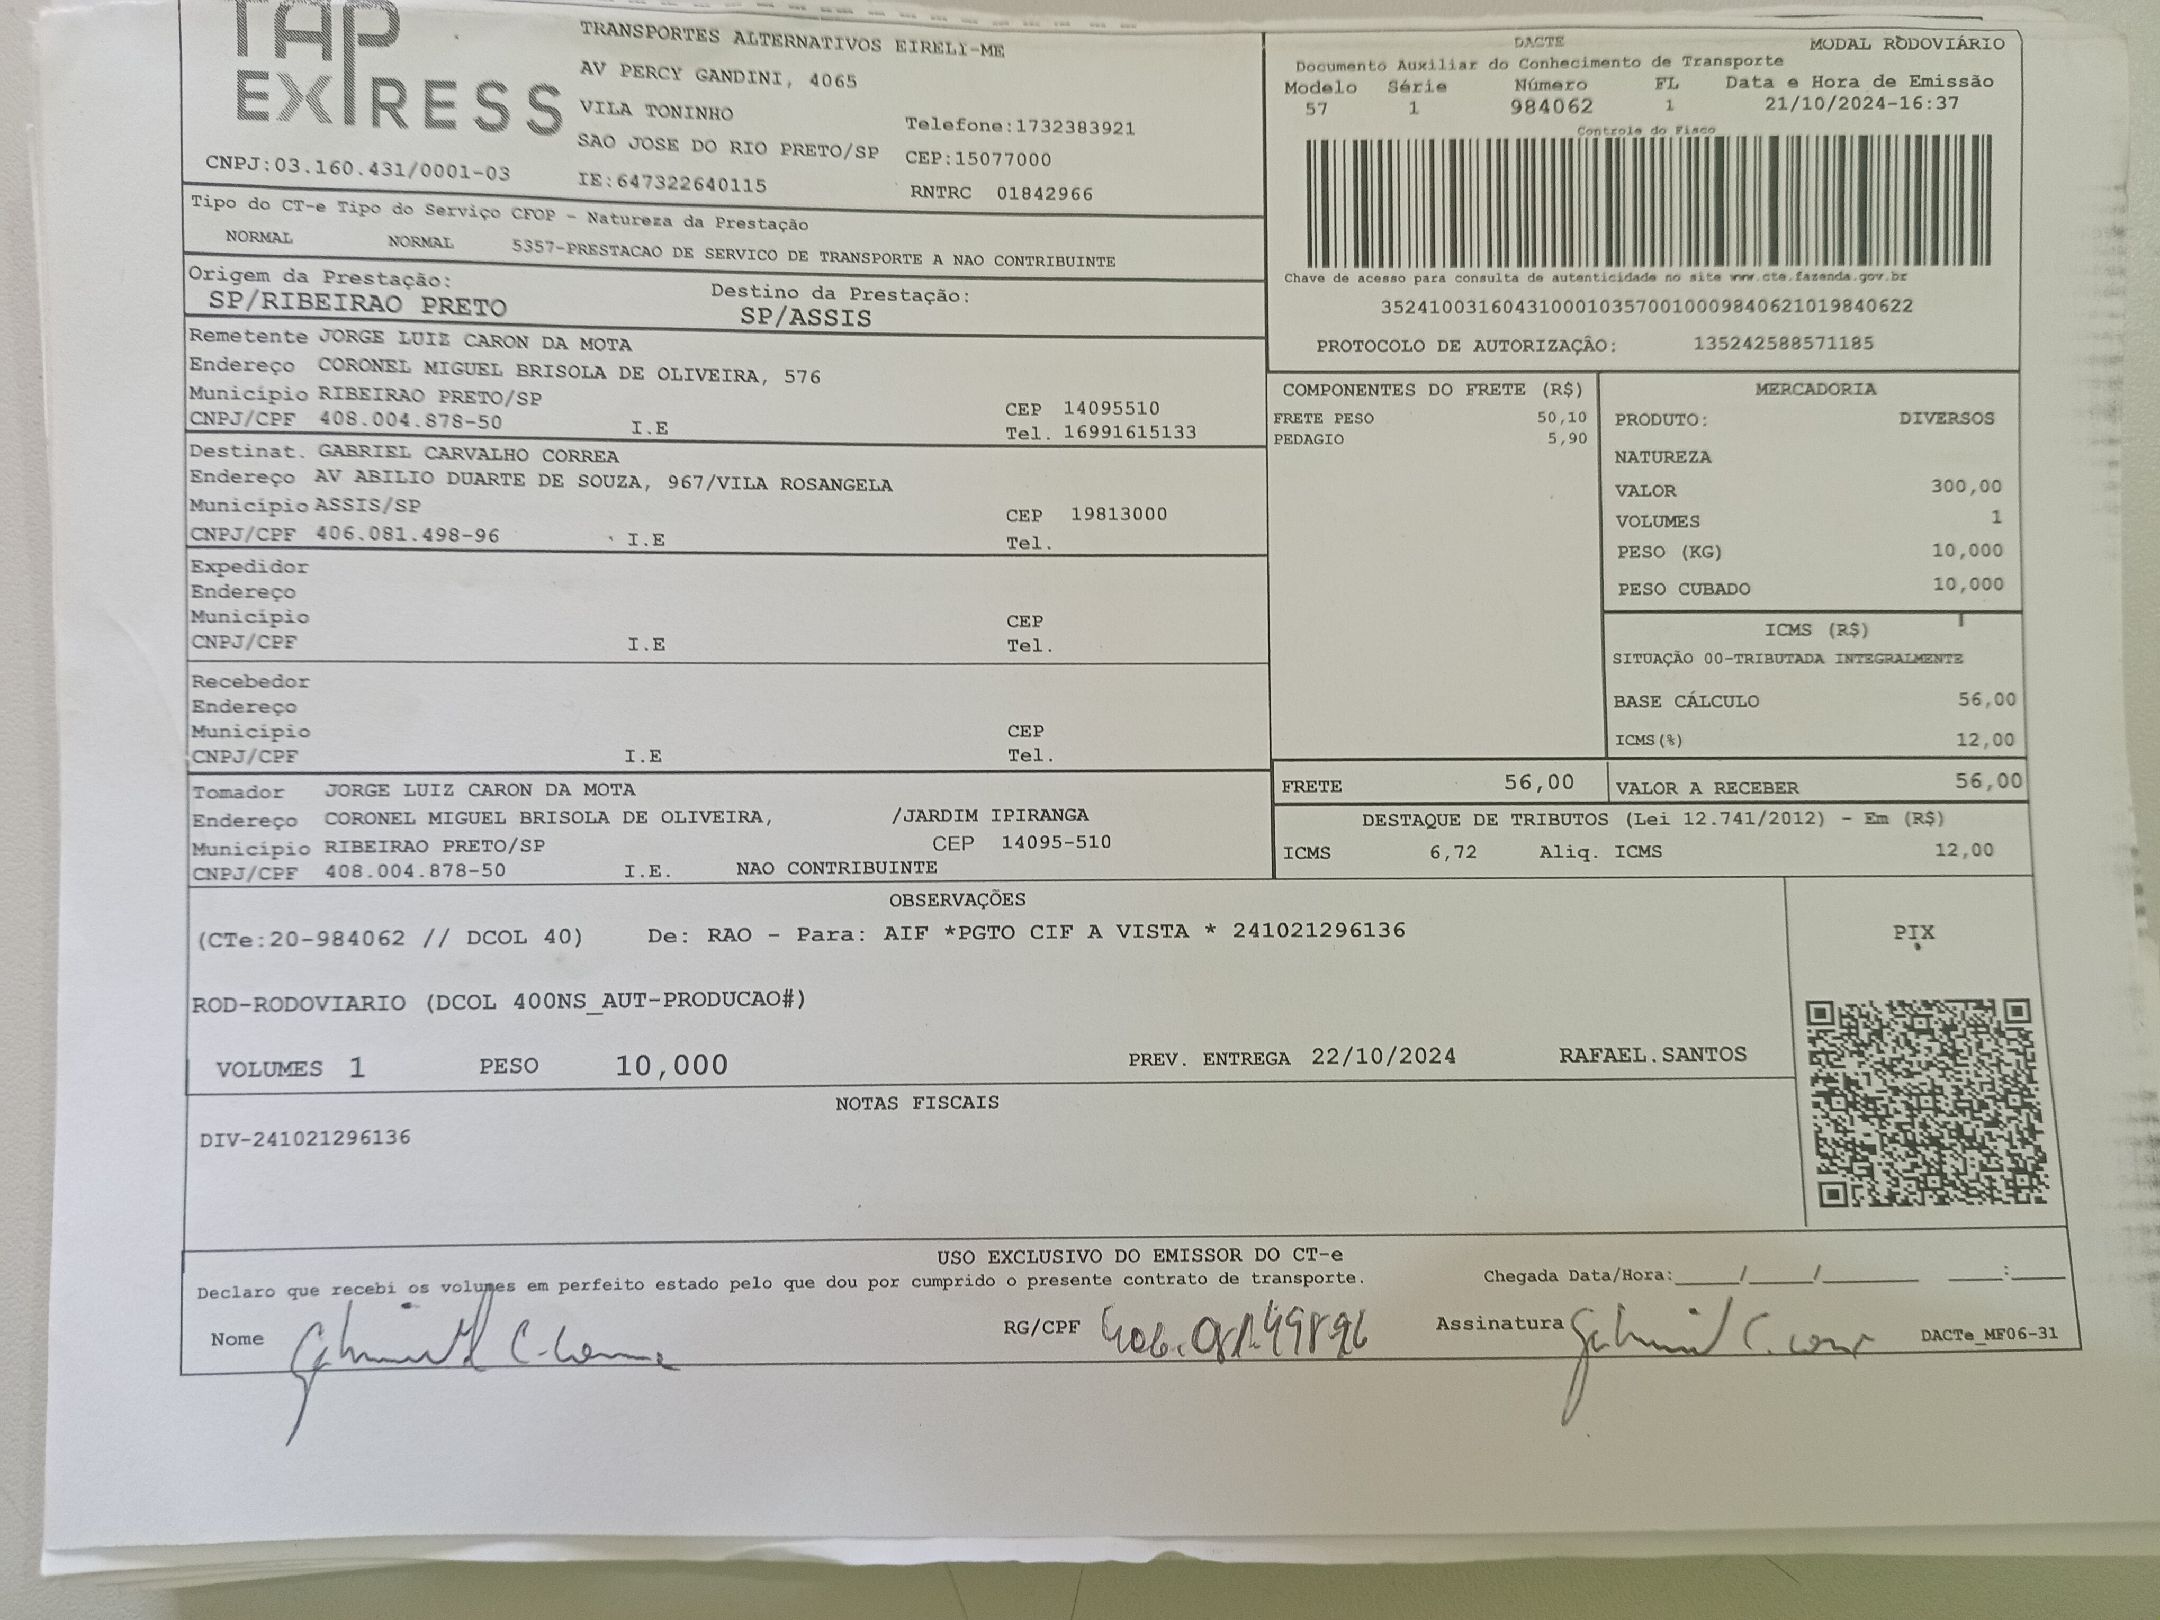 TAP
EXPRESS
CNPJ:03.160.431/0001-03
TRANSPORTES ALTERNATIVOS EIRELI-ME
AV PERCY GANDINI, 4065
VILA TONINHO
Telefone:1732383921
SAO JOSE DO RIO PRETO/SP CEP:15077000
IE:647322640115 RNTRC 01842966
DACTE MODAL RODOVIÁRIO
Documento Auxiliar do Conhecimento de Transporte
Modelo Série Número FL Data e Hora de Emissão
57 1 984062 1 21/10/2024-16:37
Controle do Fisco
Chave de acesso para consulta de autenticidade no site www.cte.fazenda.gov.br
35241003160431000103570010009840621019840622
PROTOCOLO DE AUTORIZAÇÃO: 135242588571185
Tipo do CT-e Tipo do Serviço CFOP - Natureza da Prestação
NORMAL NORMAL 5357-PRESTACAO DE SERVICO DE TRANSPORTE A NAO CONTRIBUINTE
Origem da Prestação: Destino da Prestação:
SP/RIBEIRAO PRETO SP/ASSIS
Remetente JORGE LUIZ CARON DA MOTA
Endereço CORONEL MIGUEL BRISOLA DE OLIVEIRA, 576
Município RIBEIRAO PRETO/SP CEP 14095510
CNPJ/CPF 408.004.878-50 I.E Tel. 16991615133
Destinat. GABRIEL CARVALHO CORREA
Endereço AV ABILIO DUARTE DE SOUZA, 967/VILA ROSANGELA
Município ASSIS/SP CEP 19813000
CNPJ/CPF 406.081.498-96 I.E Tel.
Expedidor
Endereço
Município CEP
CNPJ/CPF I.E Tel.
Recebedor
Endereço
Município CEP
CNPJ/CPF I.E Tel.
Tomador JORGE LUIZ CARON DA MOTA
Endereço CORONEL MIGUEL BRISOLA DE OLIVEIRA, /JARDIM IPIRANGA
Município RIBEIRAO PRETO/SP CEP 14095-510
CNPJ/CPF 408.004.878-50 I.E. NAO CONTRIBUINTE
COMPONENTES DO FRETE (R$)
FRETE PESO 50,10
PEDAGIO 5,90
MERCADORIA
PRODUTO: DIVERSOS
NATUREZA
VALOR 300,00
VOLUMES 1
PESO (KG) 10,000
PESO CUBADO 10,000
ICMS (R$)
SITUAÇÃO 00-TRIBUTADA INTEGRALMENTE
BASE CÁLCULO 56,00
ICMS(%) 12,00
FRETE 56,00 VALOR A RECEBER 56,00
DESTAQUE DE TRIBUTOS (Lei 12.741/2012) - Em (R$)
ICMS 6,72 Aliq. ICMS 12,00
OBSERVAÇÕES
(CTe:20-984062 // DCOL 40) De: RAO - Para: AIF *PGTO CIF A VISTA * 241021296136
PIX
ROD-RODOVIARIO (DCOL 400NS_AUT-PRODUCAO#)
VOLUMES 1 PESO 10,000 PREV. ENTREGA 22/10/2024 RAFAEL.SANTOS
NOTAS FISCAIS
DIV-241021296136
USO EXCLUSIVO DO EMISSOR DO CT-e
Declaro que recebi os volumes em perfeito estado pelo que dou por cumprido o presente contrato de transporte. Chegada Data/Hora:____/____/______ ___:____
Nome Gabriel C. Correa RG/CPF 406.081.498 96 Assinatura Gabriel C. Correa DACTe_MF06-31